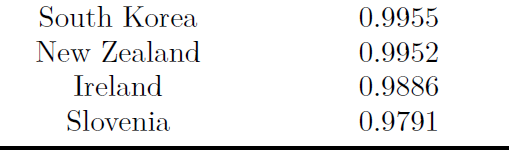 South Korea 0.9955
New Zealand 0.9952
Ireland 0.9886
Slovenia 0.9791